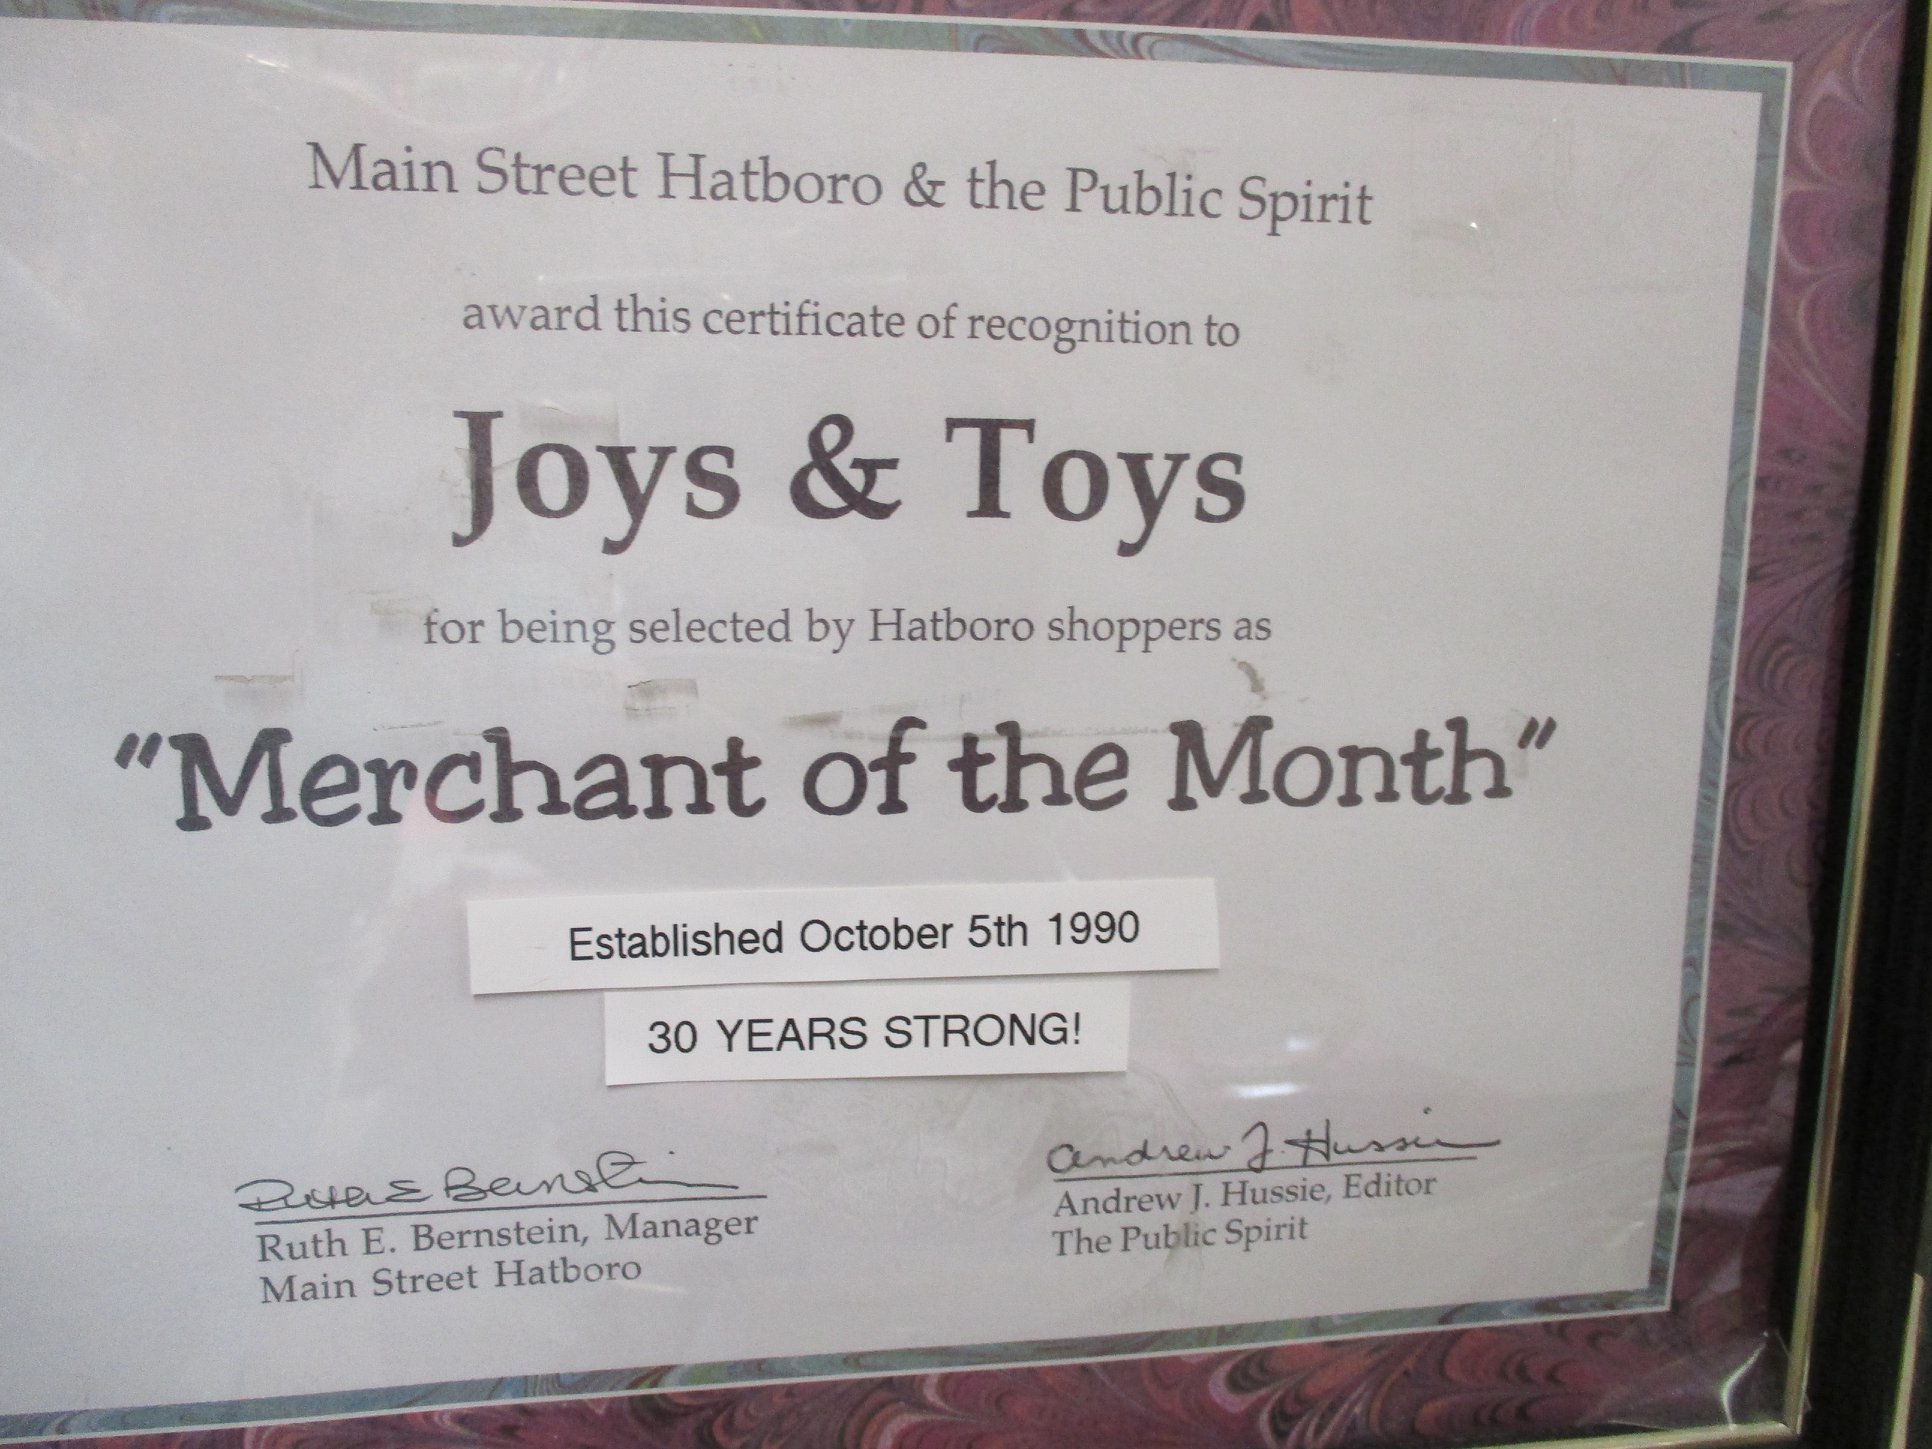 Main Street Hatboro & the Public Spirit
award this certificate of recognition to
Joys & Toys
for being selected by Hatboro shoppers as
"Merchant of the Month"
Established October 5th 1990
30 YEARS STRONG!
Ruth E Bernstein
Ruth E. Bernstein, Manager
Main Street Hatboro
Andrew J. Hussie
Andrew J. Hussie, Editor
The Public Spirit